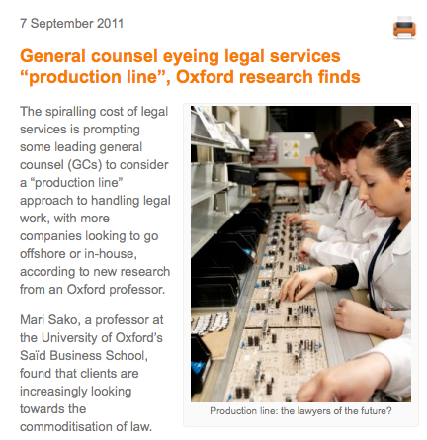 7 September 2011
General counsel eyeing legal services
“production line”, Oxford research finds
The spiralling cost of legal
services is prompting
some leading general
counsel (GCs) to consider
a “production line”
approach to handling legal
work, with more
companies looking to go
offshore or in-house,
according to new research
from an Oxford professor.
Mari Sako, a professor at
the University of Oxford’s
Saïd Business School,
found that clients are
increasingly looking
towards the
commoditisation of law.
Production line: the lawyers of the future?